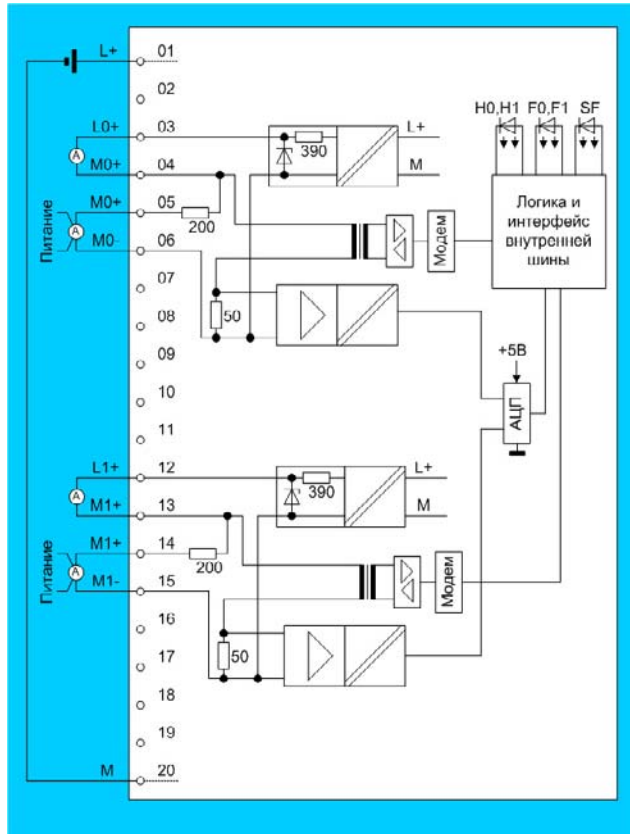 L+ 01
02
L0+ 03
M0+ 04
M0+ 05
M0- 06
07
08
09
10
11
L1+ 12
M1+ 13
M1+ 14
M1- 15
16
17
18
19
M 20
A
Питание
A
A
Питание
A
390
L+
M
200
50
Модем
H0,H1 F0,F1 SF
Логика и
интерфейс
внутренней
шины
+5В
АЦП
390
L+
M
200
50
Модем